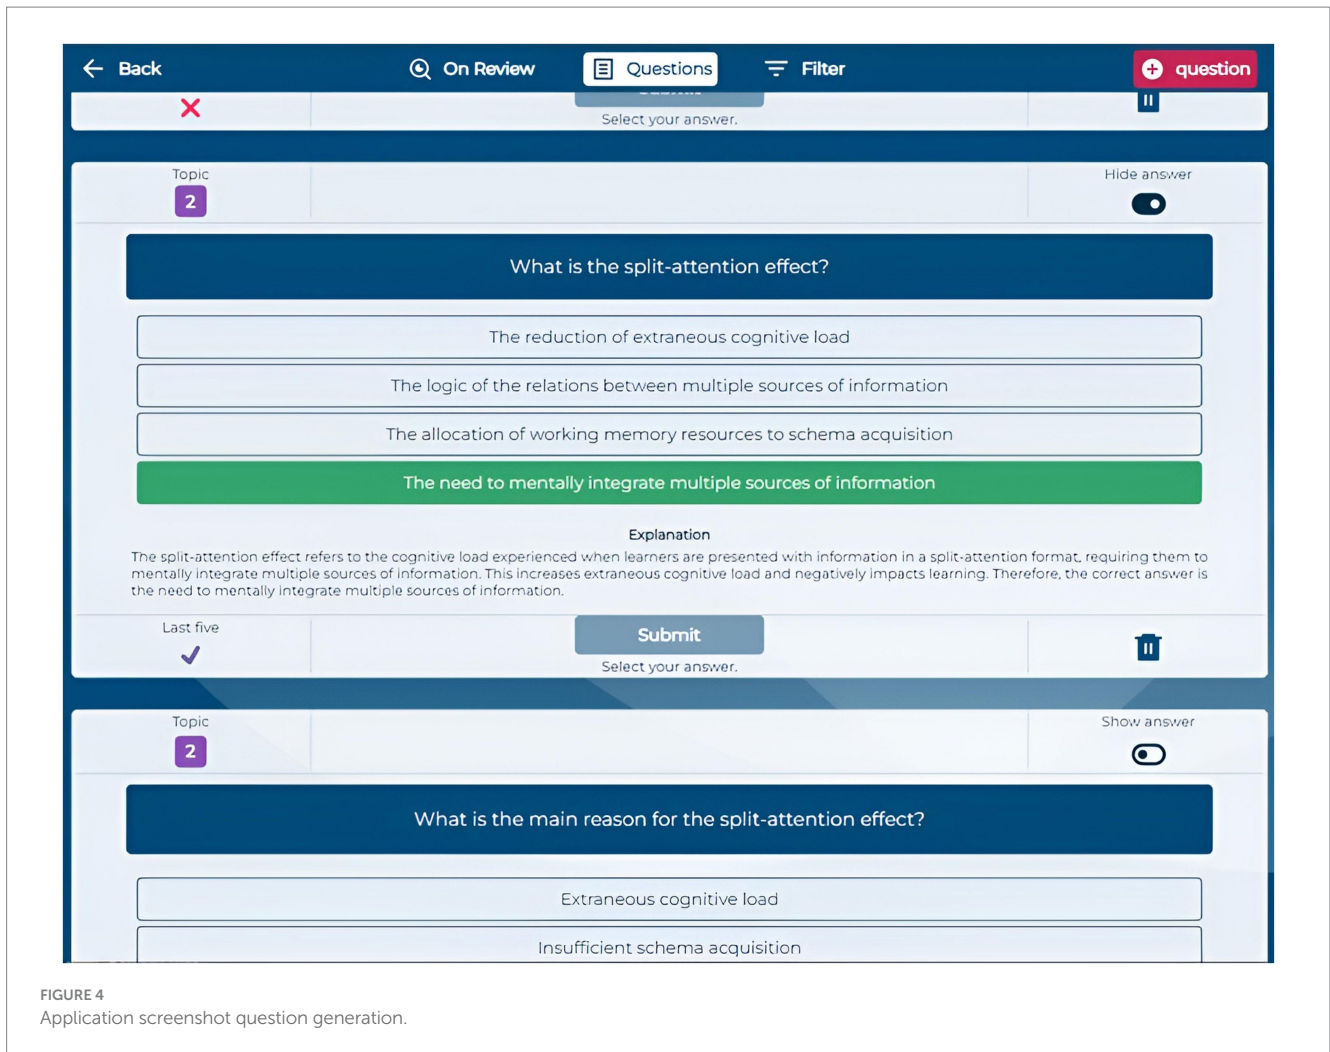 Back
On Review
Questions
Filter
question
Select your answer.
Topic
2
Hide answer
What is the split-attention effect?
The reduction of extraneous cognitive load
The logic of the relations between multiple sources of information
The allocation of working memory resources to schema acquisition
The need to mentally integrate multiple sources of information
Explanation
The split-attention effect refers to the cognitive load experienced when learners are presented with information in a split-attention format, requiring them to
mentally integrate multiple sources of information. This increases extraneous cognitive load and negatively impacts learning. Therefore, the correct answer is
the need to mentally integrate multiple sources of information.
Last five
Submit
Select your answer.
Topic
2
Show answer
What is the main reason for the split-attention effect?
Extraneous cognitive load
Insufficient schema acquisition
FIGURE 4
Application screenshot question generation.